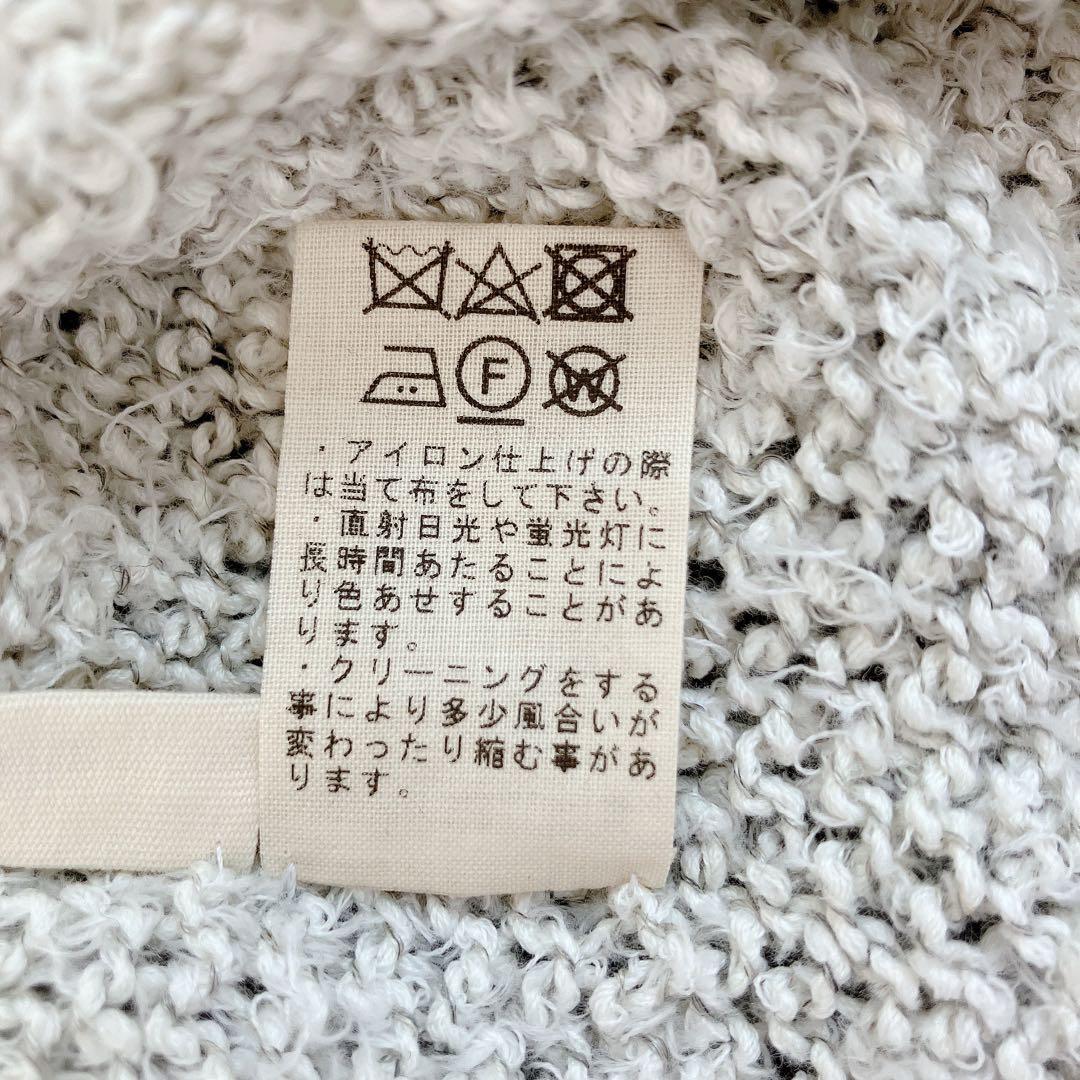 F
W
・アイロン仕上げの際
は当て布をして下さい。
・直射日光や蛍光灯に
長時間あたることによ
り色あせすることがあ
ります。
・クリーニングをする
事により多少風合いが
変わったり縮む事があ
ります。